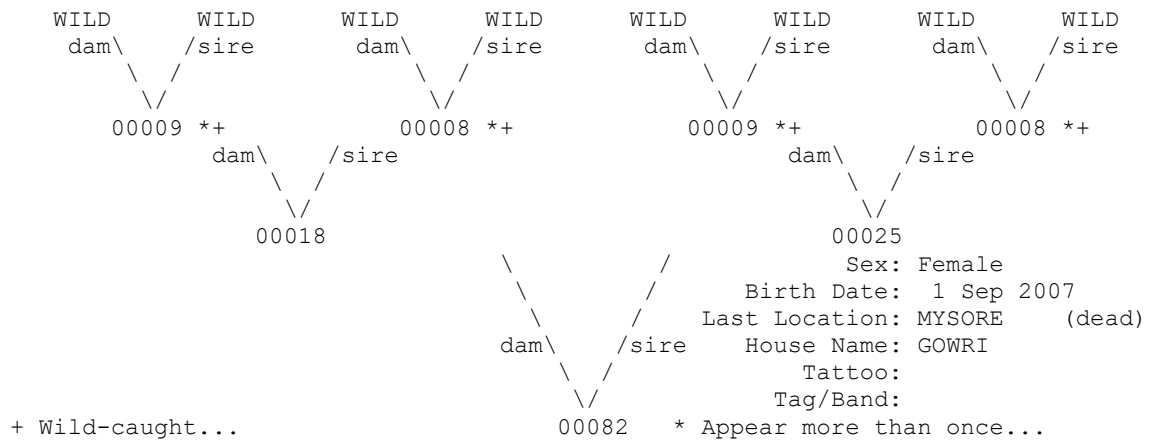 WILD WILD WILD WILD WILD WILD WILD WILD
dam\ /sire dam\ /sire dam\ /sire dam\ /sire
\ / \ / \ / \ /
\/ \/ \/ \/
00009 *+ 00008 *+ 00009 *+ 00008 *+
dam\ /sire dam\ /sire
\ / \ /
\/ \/
00018 00025
\ / Sex: Female
\ / Birth Date: 1 Sep 2007
\ / Last Location: MYSORE (dead)
dam\ /sire House Name: GOWRI
\ / Tattoo:
\/ Tag/Band:
+ Wild-caught... 00082 * Appear more than once...